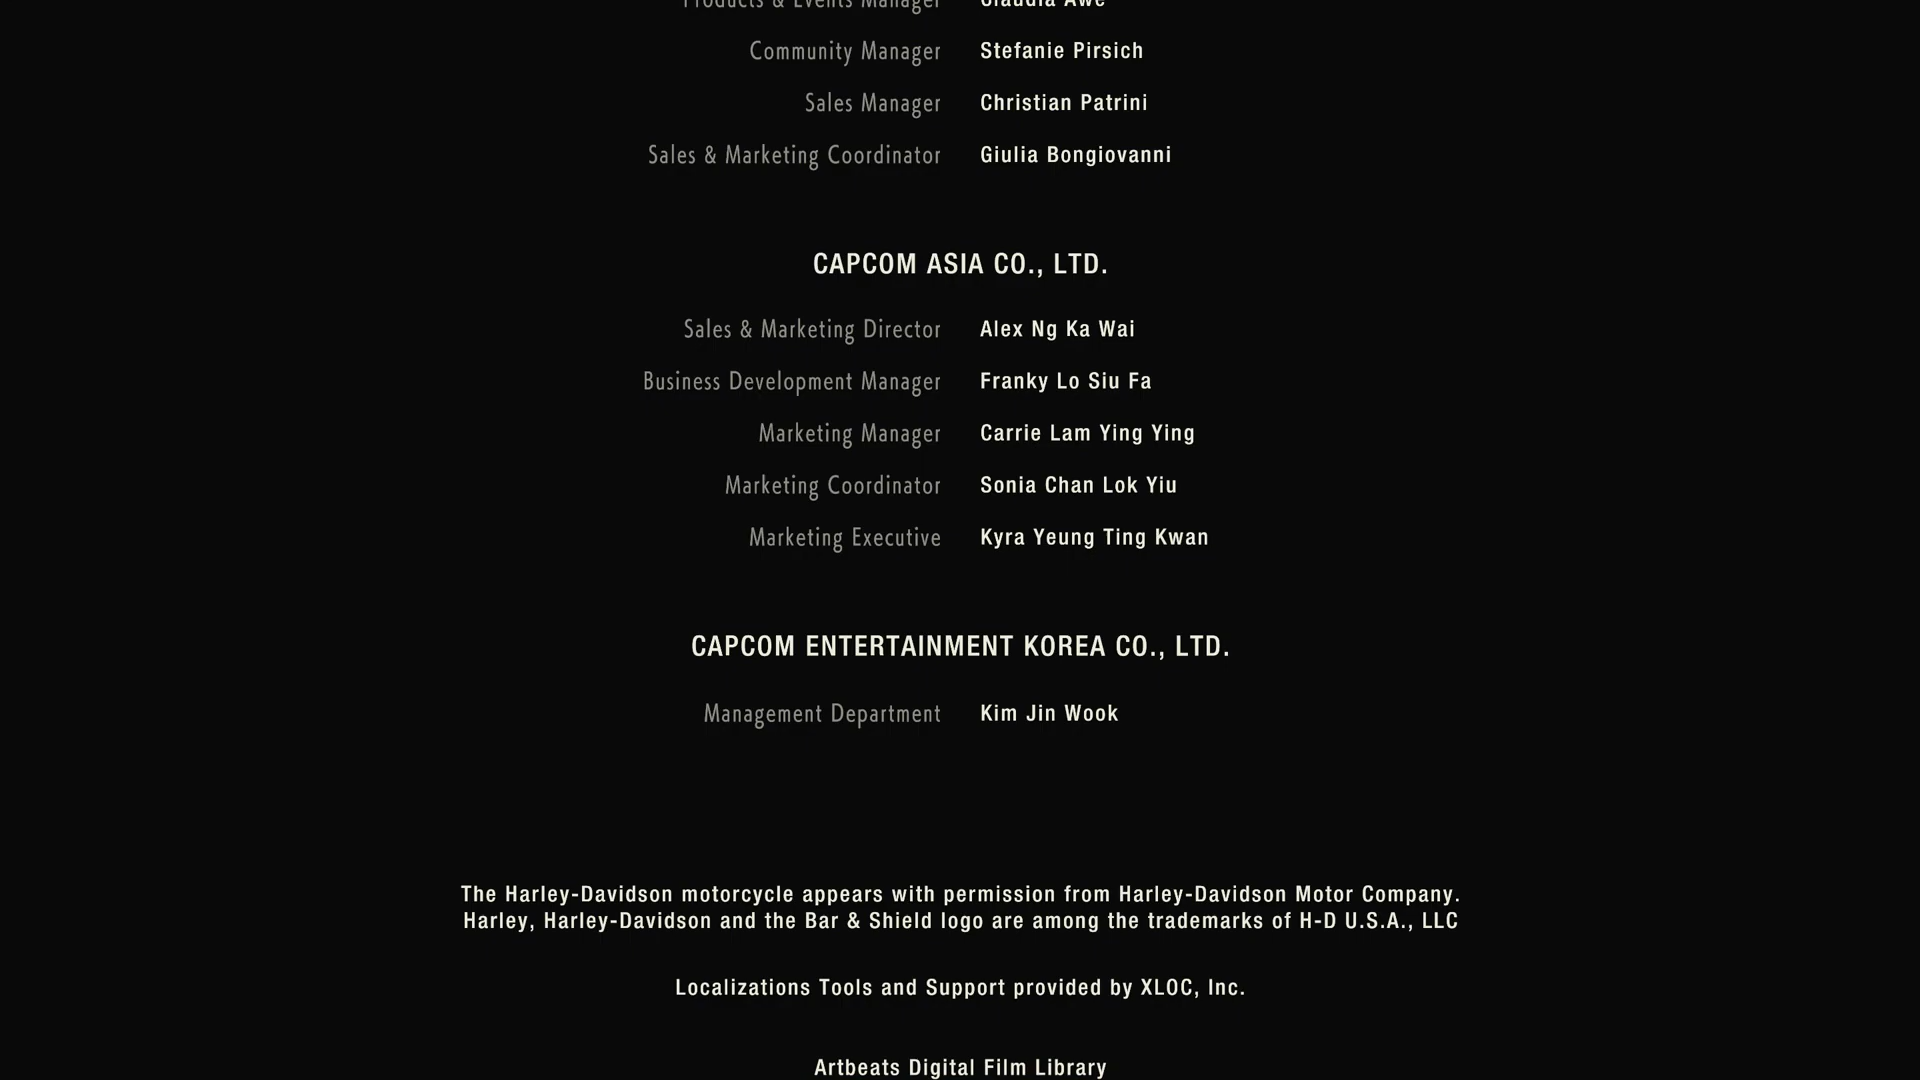 Products & Events Manager Claudia Awe
Community Manager Stefanie Pirsich
Sales Manager Christian Patrini
Sales & Marketing Coordinator Giulia Bongiovanni
CAPCOM ASIA CO., LTD.
Sales & Marketing Director Alex Ng Ka Wai
Business Development Manager Franky Lo Siu Fa
Marketing Manager Carrie Lam Ying Ying
Marketing Coordinator Sonia Chan Lok Yiu
Marketing Executive Kyra Yeung Ting Kwan
CAPCOM ENTERTAINMENT KOREA CO., LTD.
Management Department Kim Jin Wook
The Harley-Davidson motorcycle appears with permission from Harley-Davidson Motor Company.
Harley, Harley-Davidson and the Bar & Shield logo are among the trademarks of H-D U.S.A., LLC
Localizations Tools and Support provided by XLOC, Inc.
Artbeats Digital Film Library